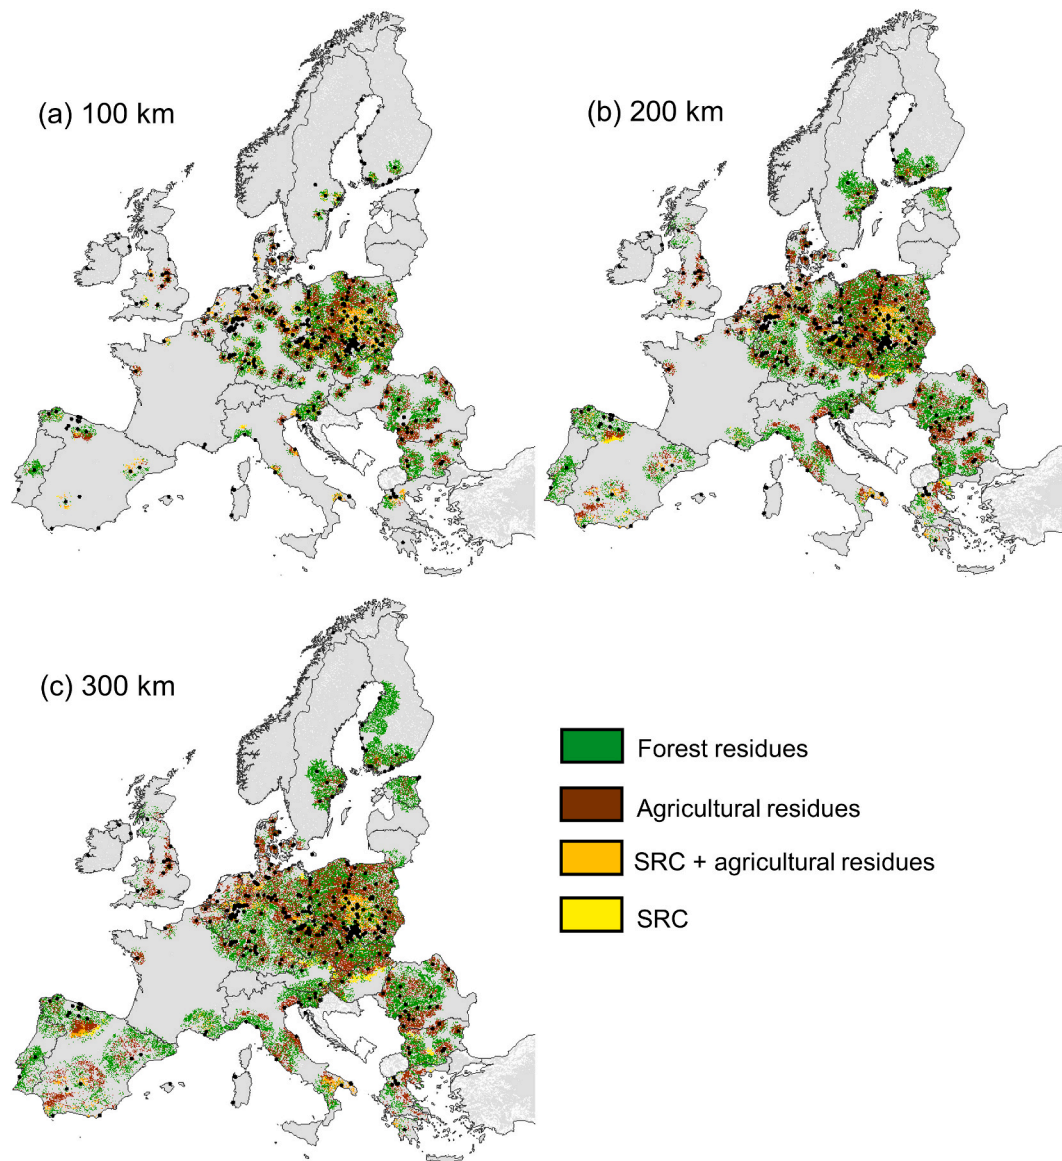 (a) 100 km
(b) 200 km
(c) 300 km
Forest residues
Agricultural residues
SRC + agricultural residues
SRC